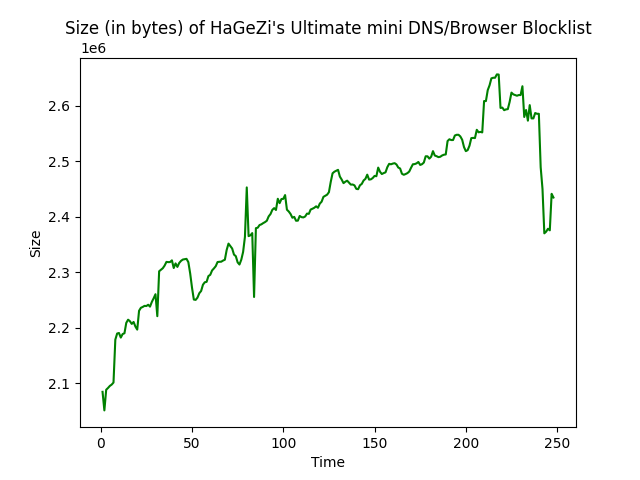 Size (in bytes) of HaGeZi's Ultimate mini DNS/Browser Blocklist
1e6
2.6
2.5
2.4
2.3
2.2
2.1
Size
0 50 100 150 200 250
Time